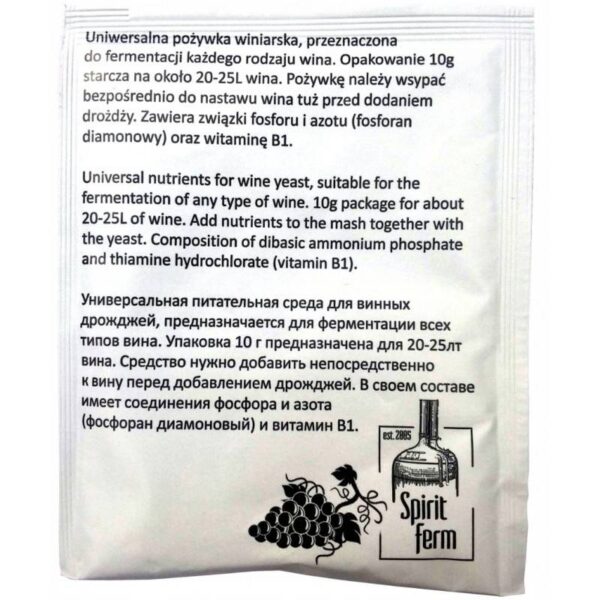 Uniwersalna pożywka winiarska, przeznaczona
do fermentacji każdego rodzaju wina. Opakowanie 10g
starcza na około 20-25L wina. Pożywkę należy wsypać
bezpośrednio do nastawu wina tuż przed dodaniem
drożdży. Zawiera związki fosforu i azotu (fosforan
diamonowy) oraz witaminę B1.
Universal nutrients for wine yeast, suitable for the
fermentation of any type of wine. 10g package for about
20-25L of wine. Add nutrients to the mash together with
the yeast. Composition of dibasic ammonium phosphate
and thiamine hydrochlorate (vitamin B1).
Универсальная питательная среда для винных
дрожджей, предназначается для ферментации всех
типов вина. Упаковка 10 г предназначена для 20-25лт
вина. Средство нужно добавить непосредственно
к вину перед добавлением дрожджей. В своем составе
имеет соединения фосфора и азота
(фосфоран диамоновый) и витамин B1.
est. 2005
Spirit
ferm